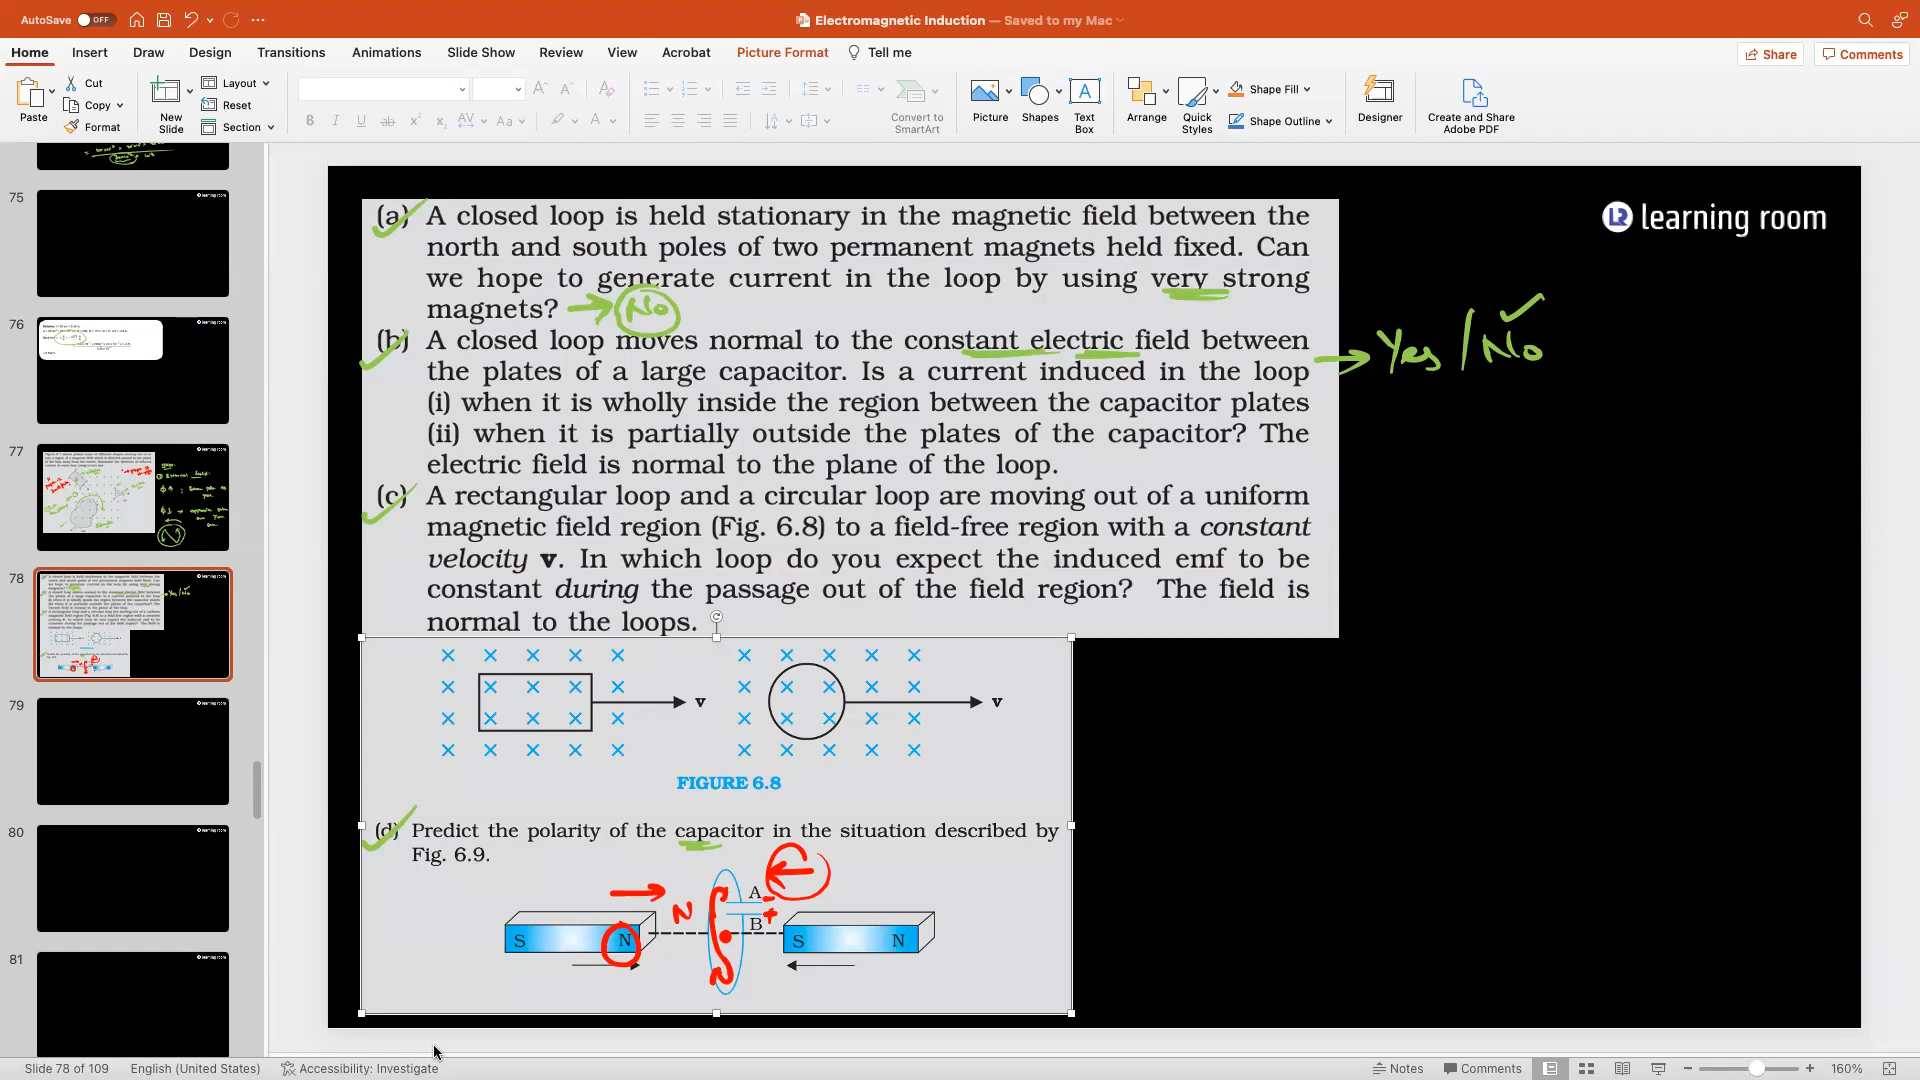 AutoSave OFF
Electromagnetic Induction — Saved to my Mac
Home Insert Draw Design Transitions Animations Slide Show Review View Acrobat Picture Format Tell me
Share Comments
Paste Cut Copy Format
New Slide Layout Reset Section
B I U ab x² x₂ AV Aa A
Convert to SmartArt
Picture Shapes Text Box Arrange Quick Styles Shape Fill Shape Outline Designer Create and Share Adobe PDF
75
76
77
78
79
80
81
learning room
(a) A closed loop is held stationary in the magnetic field between the
north and south poles of two permanent magnets held fixed. Can
we hope to generate current in the loop by using very strong
magnets? → No
(b) A closed loop moves normal to the constant electric field between
→ Yes / No
the plates of a large capacitor. Is a current induced in the loop
(i) when it is wholly inside the region between the capacitor plates
(ii) when it is partially outside the plates of the capacitor? The
electric field is normal to the plane of the loop.
(c) A rectangular loop and a circular loop are moving out of a uniform
magnetic field region (Fig. 6.8) to a field-free region with a constant
velocity v. In which loop do you expect the induced emf to be
constant during the passage out of the field region? The field is
normal to the loops.
v v
FIGURE 6.8
(d) Predict the polarity of the capacitor in the situation described by
Fig. 6.9.
A -
N
B +
S N S N
Slide 78 of 109 English (United States) Accessibility: Investigate
Notes Comments 160%